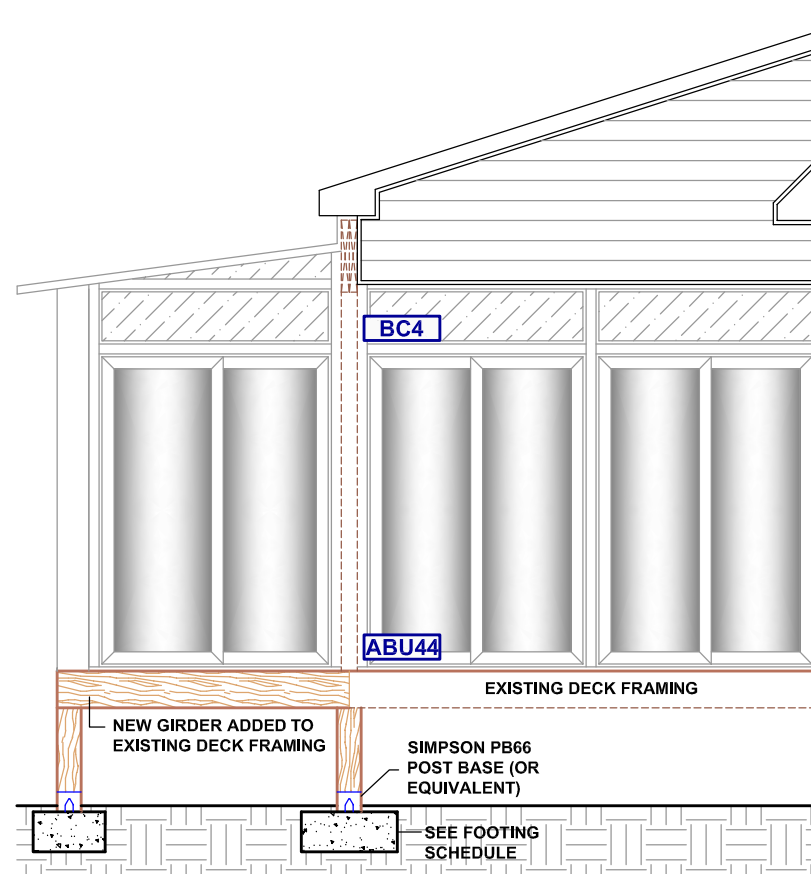 BC4
ABU44
EXISTING DECK FRAMING
NEW GIRDER ADDED TO
EXISTING DECK FRAMING
SIMPSON PB66
POST BASE (OR
EQUIVALENT)
SEE FOOTING
SCHEDULE